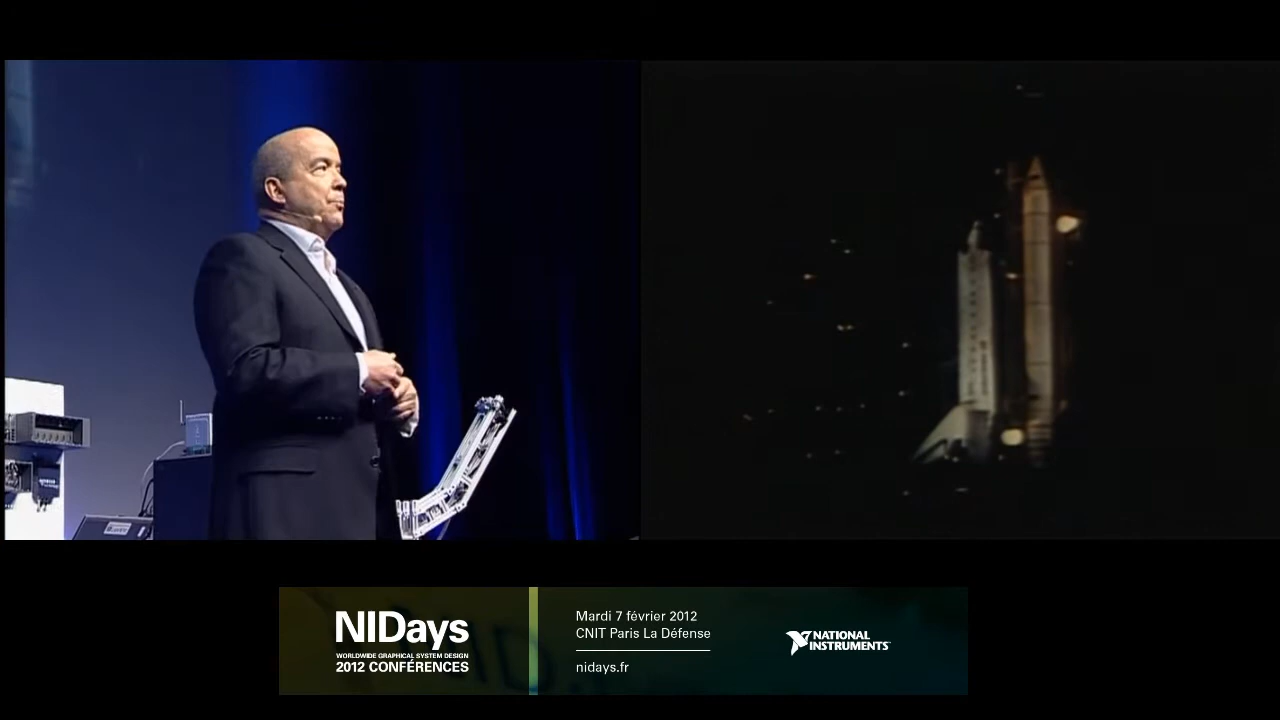 NIDays
WORLDWIDE GRAPHICAL SYSTEM DESIGN
2012 CONFÉRENCES
Mardi 7 février 2012
CNIT Paris La Défense
nidays.fr
NATIONAL
INSTRUMENTS